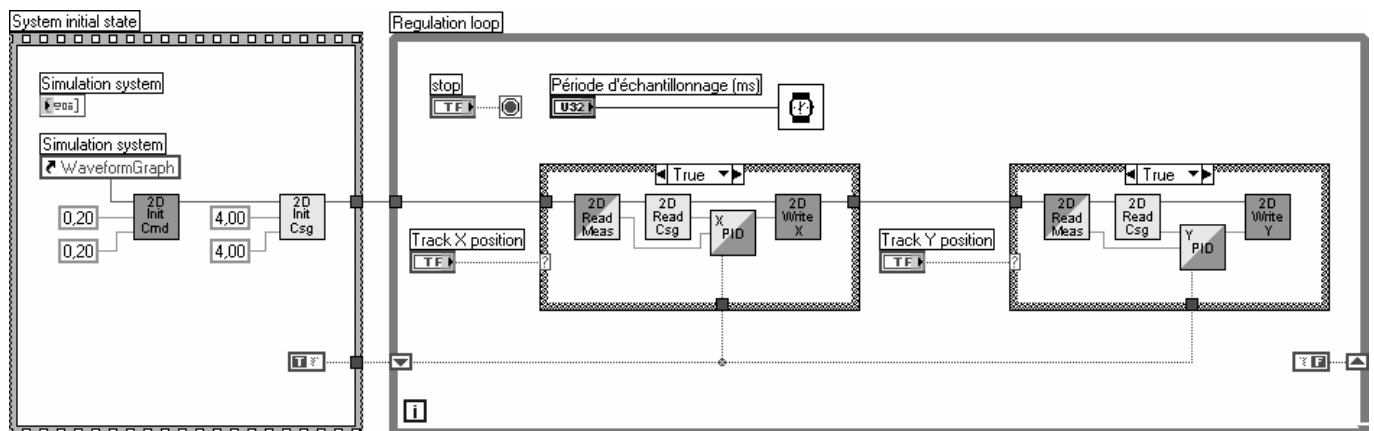 System initial state
Regulation loop
Simulation system
Simulation system
WaveformGraph
0,20
0,20
2D
Init
Cmd
4,00
4,00
2D
Init
Csg
T
stop
TF
Période d'échantillonnage (ms)
U32
Track X position
TF
True
2D
Read
Meas
2D
Read
Csg
X
PID
2D
Write
X
?
Track Y position
TF
True
2D
Read
Meas
2D
Read
Csg
Y
PID
2D
Write
Y
?
F
i